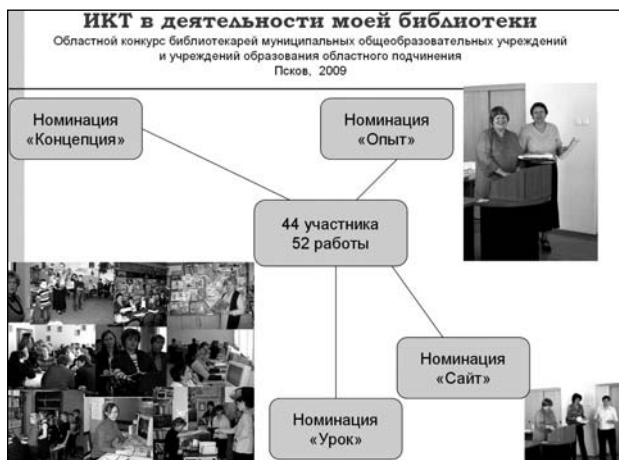 ИКТ в деятельности моей библиотеки
Областной конкурс библиотекарей муниципальных общеобразовательных учреждений
и учреждений образования областного подчинения
Псков, 2009
Номинация
«Концепция»
Номинация
«Опыт»
44 участника
52 работы
Номинация
«Сайт»
Номинация
«Урок»